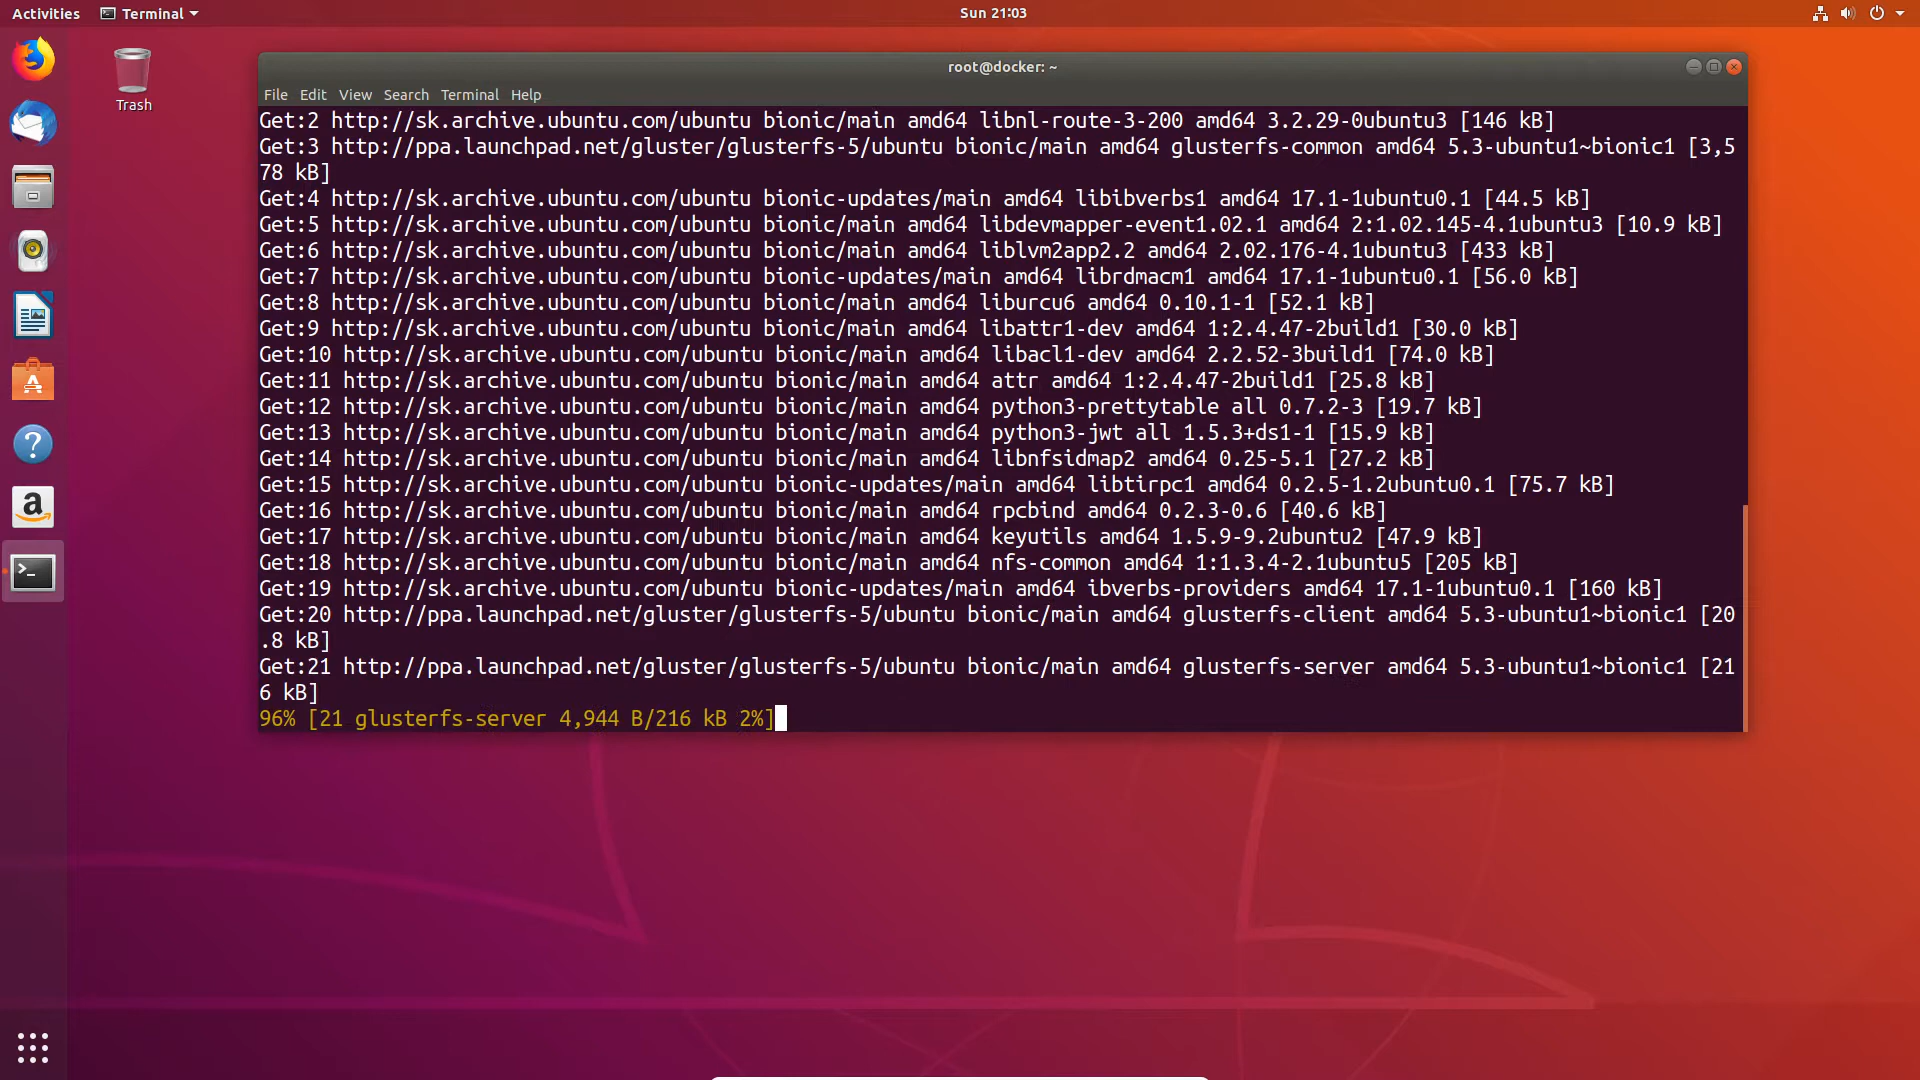 Activities
Terminal
Sun 21:03
Trash
root@docker: ~
File Edit View Search Terminal Help
Get:2 http://sk.archive.ubuntu.com/ubuntu bionic/main amd64 libnl-route-3-200 amd64 3.2.29-0ubuntu3 [146 kB]
Get:3 http://ppa.launchpad.net/gluster/glusterfs-5/ubuntu bionic/main amd64 glusterfs-common amd64 5.3-ubuntu1~bionic1 [3,5
78 kB]
Get:4 http://sk.archive.ubuntu.com/ubuntu bionic-updates/main amd64 libibverbs1 amd64 17.1-1ubuntu0.1 [44.5 kB]
Get:5 http://sk.archive.ubuntu.com/ubuntu bionic/main amd64 libdevmapper-event1.02.1 amd64 2:1.02.145-4.1ubuntu3 [10.9 kB]
Get:6 http://sk.archive.ubuntu.com/ubuntu bionic/main amd64 liblvm2app2.2 amd64 2.02.176-4.1ubuntu3 [433 kB]
Get:7 http://sk.archive.ubuntu.com/ubuntu bionic-updates/main amd64 librdmacm1 amd64 17.1-1ubuntu0.1 [56.0 kB]
Get:8 http://sk.archive.ubuntu.com/ubuntu bionic/main amd64 liburcu6 amd64 0.10.1-1 [52.1 kB]
Get:9 http://sk.archive.ubuntu.com/ubuntu bionic/main amd64 libattr1-dev amd64 1:2.4.47-2build1 [30.0 kB]
Get:10 http://sk.archive.ubuntu.com/ubuntu bionic/main amd64 libacl1-dev amd64 2.2.52-3build1 [74.0 kB]
Get:11 http://sk.archive.ubuntu.com/ubuntu bionic/main amd64 attr amd64 1:2.4.47-2build1 [25.8 kB]
Get:12 http://sk.archive.ubuntu.com/ubuntu bionic/main amd64 python3-prettytable all 0.7.2-3 [19.7 kB]
Get:13 http://sk.archive.ubuntu.com/ubuntu bionic/main amd64 python3-jwt all 1.5.3+ds1-1 [15.9 kB]
Get:14 http://sk.archive.ubuntu.com/ubuntu bionic/main amd64 libnfsidmap2 amd64 0.25-5.1 [27.2 kB]
Get:15 http://sk.archive.ubuntu.com/ubuntu bionic-updates/main amd64 libtirpc1 amd64 0.2.5-1.2ubuntu0.1 [75.7 kB]
Get:16 http://sk.archive.ubuntu.com/ubuntu bionic/main amd64 rpcbind amd64 0.2.3-0.6 [40.6 kB]
Get:17 http://sk.archive.ubuntu.com/ubuntu bionic/main amd64 keyutils amd64 1.5.9-9.2ubuntu2 [47.9 kB]
Get:18 http://sk.archive.ubuntu.com/ubuntu bionic/main amd64 nfs-common amd64 1:1.3.4-2.1ubuntu5 [205 kB]
Get:19 http://sk.archive.ubuntu.com/ubuntu bionic-updates/main amd64 ibverbs-providers amd64 17.1-1ubuntu0.1 [160 kB]
Get:20 http://ppa.launchpad.net/gluster/glusterfs-5/ubuntu bionic/main amd64 glusterfs-client amd64 5.3-ubuntu1~bionic1 [20
.8 kB]
Get:21 http://ppa.launchpad.net/gluster/glusterfs-5/ubuntu bionic/main amd64 glusterfs-server amd64 5.3-ubuntu1~bionic1 [21
6 kB]
96% [21 glusterfs-server 4,944 B/216 kB 2%]